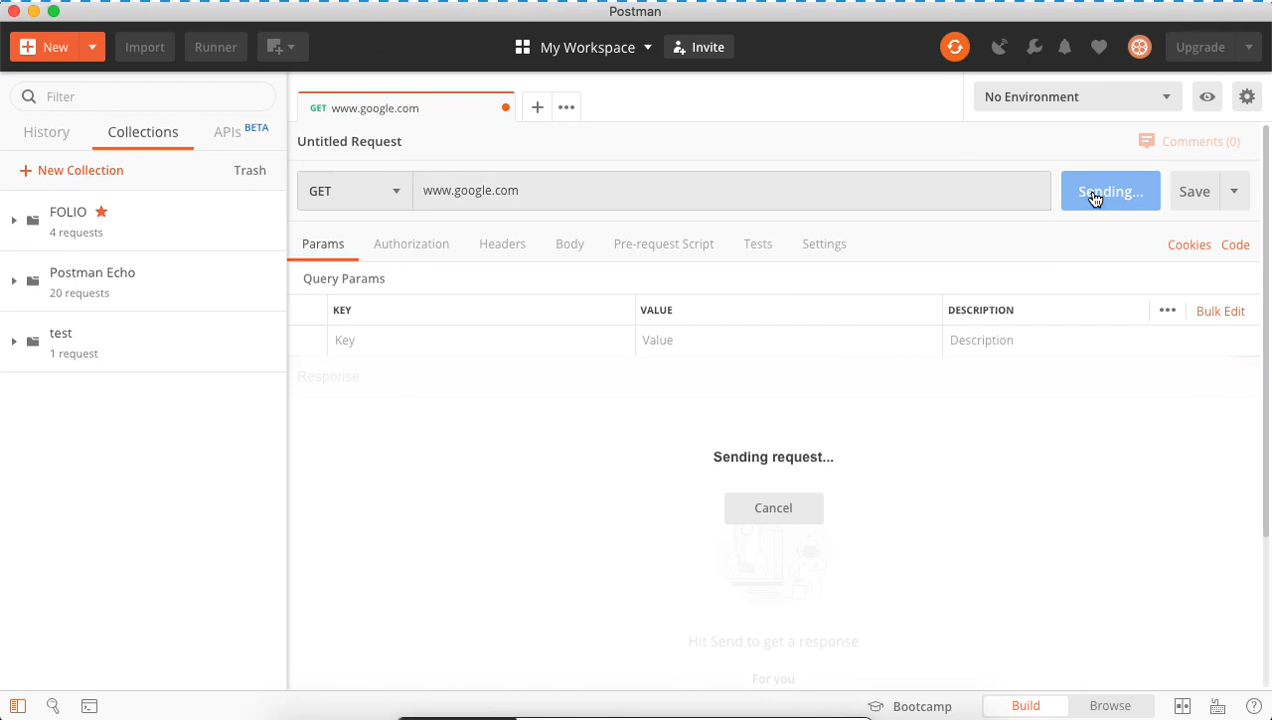 Postman
New
Import
Runner
My Workspace
Invite
Upgrade
Filter
History
Collections
APIs BETA
New Collection
Trash
FOLIO
4 requests
Postman Echo
20 requests
test
1 request
GET www.google.com
No Environment
Untitled Request
Comments (0)
GET
www.google.com
Sending...
Save
Params
Authorization
Headers
Body
Pre-request Script
Tests
Settings
Cookies
Code
Query Params
KEY
VALUE
DESCRIPTION
Bulk Edit
Key
Value
Description
Response
Sending request...
Cancel
Hit Send to get a response
For you
Bootcamp
Build
Browse